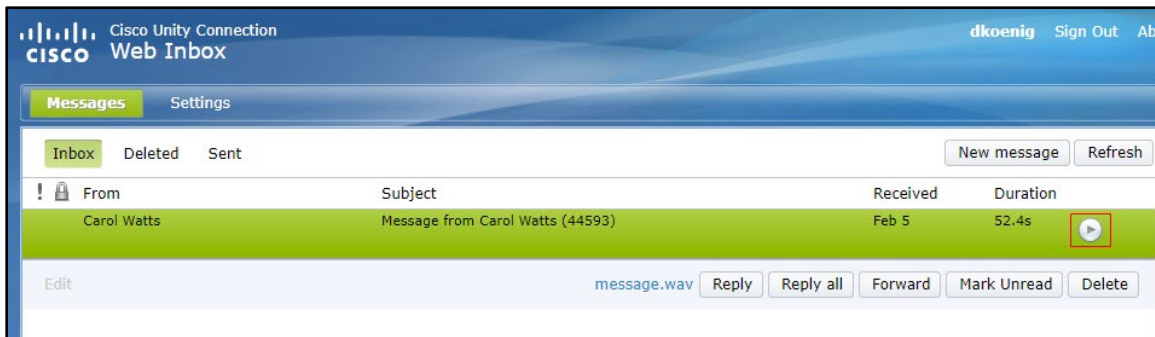 Cisco Unity Connection
cisco Web Inbox
dkoenig Sign Out Ab
Messages Settings
Inbox Deleted Sent New message Refresh
! From Subject Received Duration
Carol Watts Message from Carol Watts (44593) Feb 5 52.4s
Edit message.wav Reply Reply all Forward Mark Unread Delete